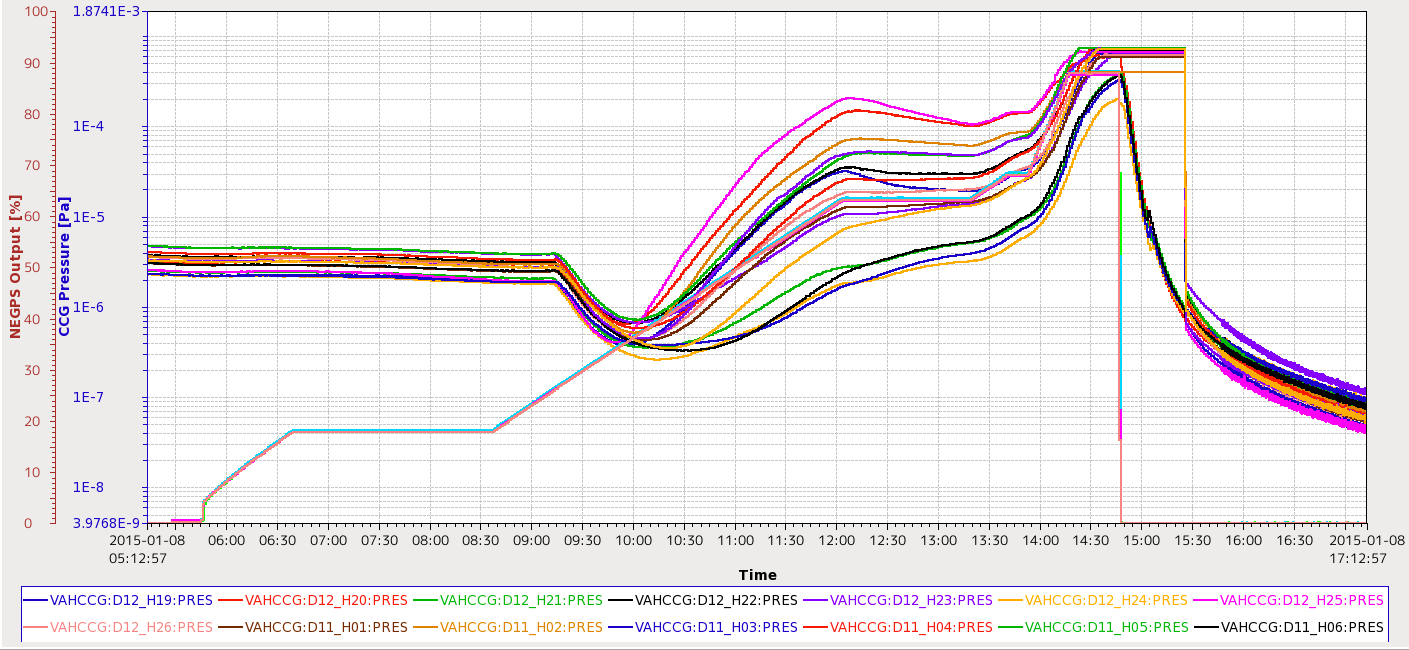 100
90
80
70
60
50
40
30
20
10
0
NEGPS Output [%]
1.8741E-3
1E-4
1E-5
1E-6
1E-7
1E-8
3.9768E-9
CCG Pressure [Pa]
2015-01-08 06:00 06:30 07:00 07:30 08:00 08:30 09:00 09:30 10:00 10:30 11:00 11:30 12:00 12:30 13:00 13:30 14:00 14:30 15:00 15:30 16:00 16:30 2015-01-08
05:12:57 17:12:57
Time
VAHCCG:D12_H19:PRES VAHCCG:D12_H20:PRES VAHCCG:D12_H21:PRES VAHCCG:D12_H22:PRES VAHCCG:D12_H23:PRES VAHCCG:D12_H24:PRES VAHCCG:D12_H25:PRES
VAHCCG:D12_H26:PRES VAHCCG:D11_H01:PRES VAHCCG:D11_H02:PRES VAHCCG:D11_H03:PRES VAHCCG:D11_H04:PRES VAHCCG:D11_H05:PRES VAHCCG:D11_H06:PRES